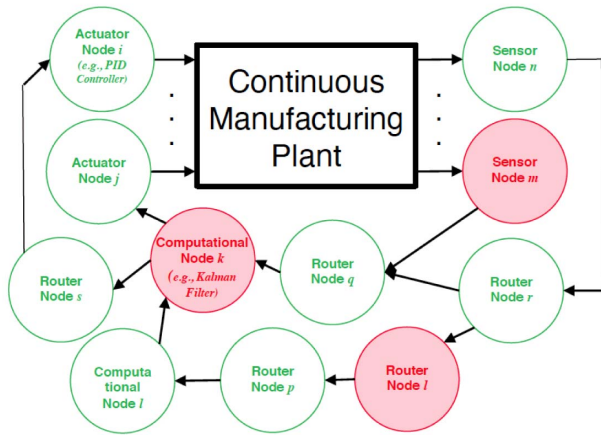 Actuator
Node i
(e.g., PID
Controller)
Continuous
Manufacturing
Plant
Sensor
Node n
Actuator
Node j
Sensor
Node m
Computational
Node k
(e.g., Kalman
Filter)
Router
Node s
Router
Node q
Router
Node r
Computa
tional
Node l
Router
Node p
Router
Node l